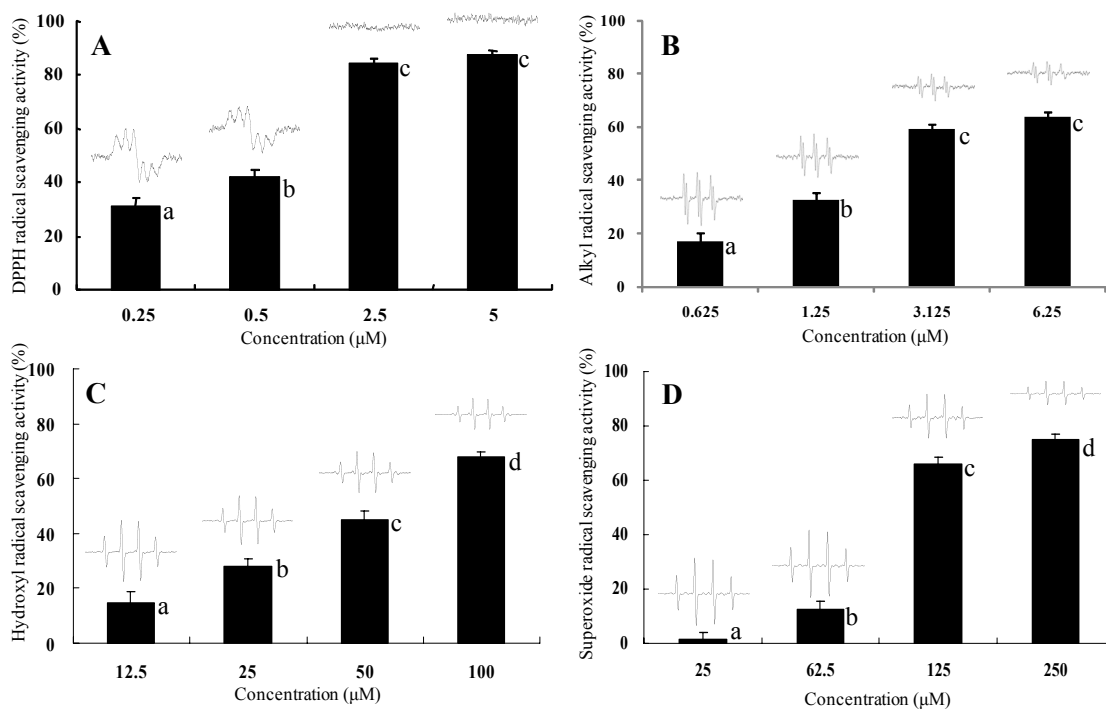 A
DPPH radical scavenging activity (%)
100
80
60
40
20
0
a
b
c
c
0.25 0.5 2.5 5
Concentration (μM)
B
Alkyl radical scavenging activity (%)
100
80
60
40
20
0
a
b
c
c
0.625 1.25 3.125 6.25
Concentration (μM)
C
Hydroxyl radical scavenging activity (%)
100
80
60
40
20
0
a
b
c
d
12.5 25 50 100
Concentration (μM)
D
Superoxide radical scavenging activity (%)
100
80
60
40
20
0
a
b
c
d
25 62.5 125 250
Concentration (μM)